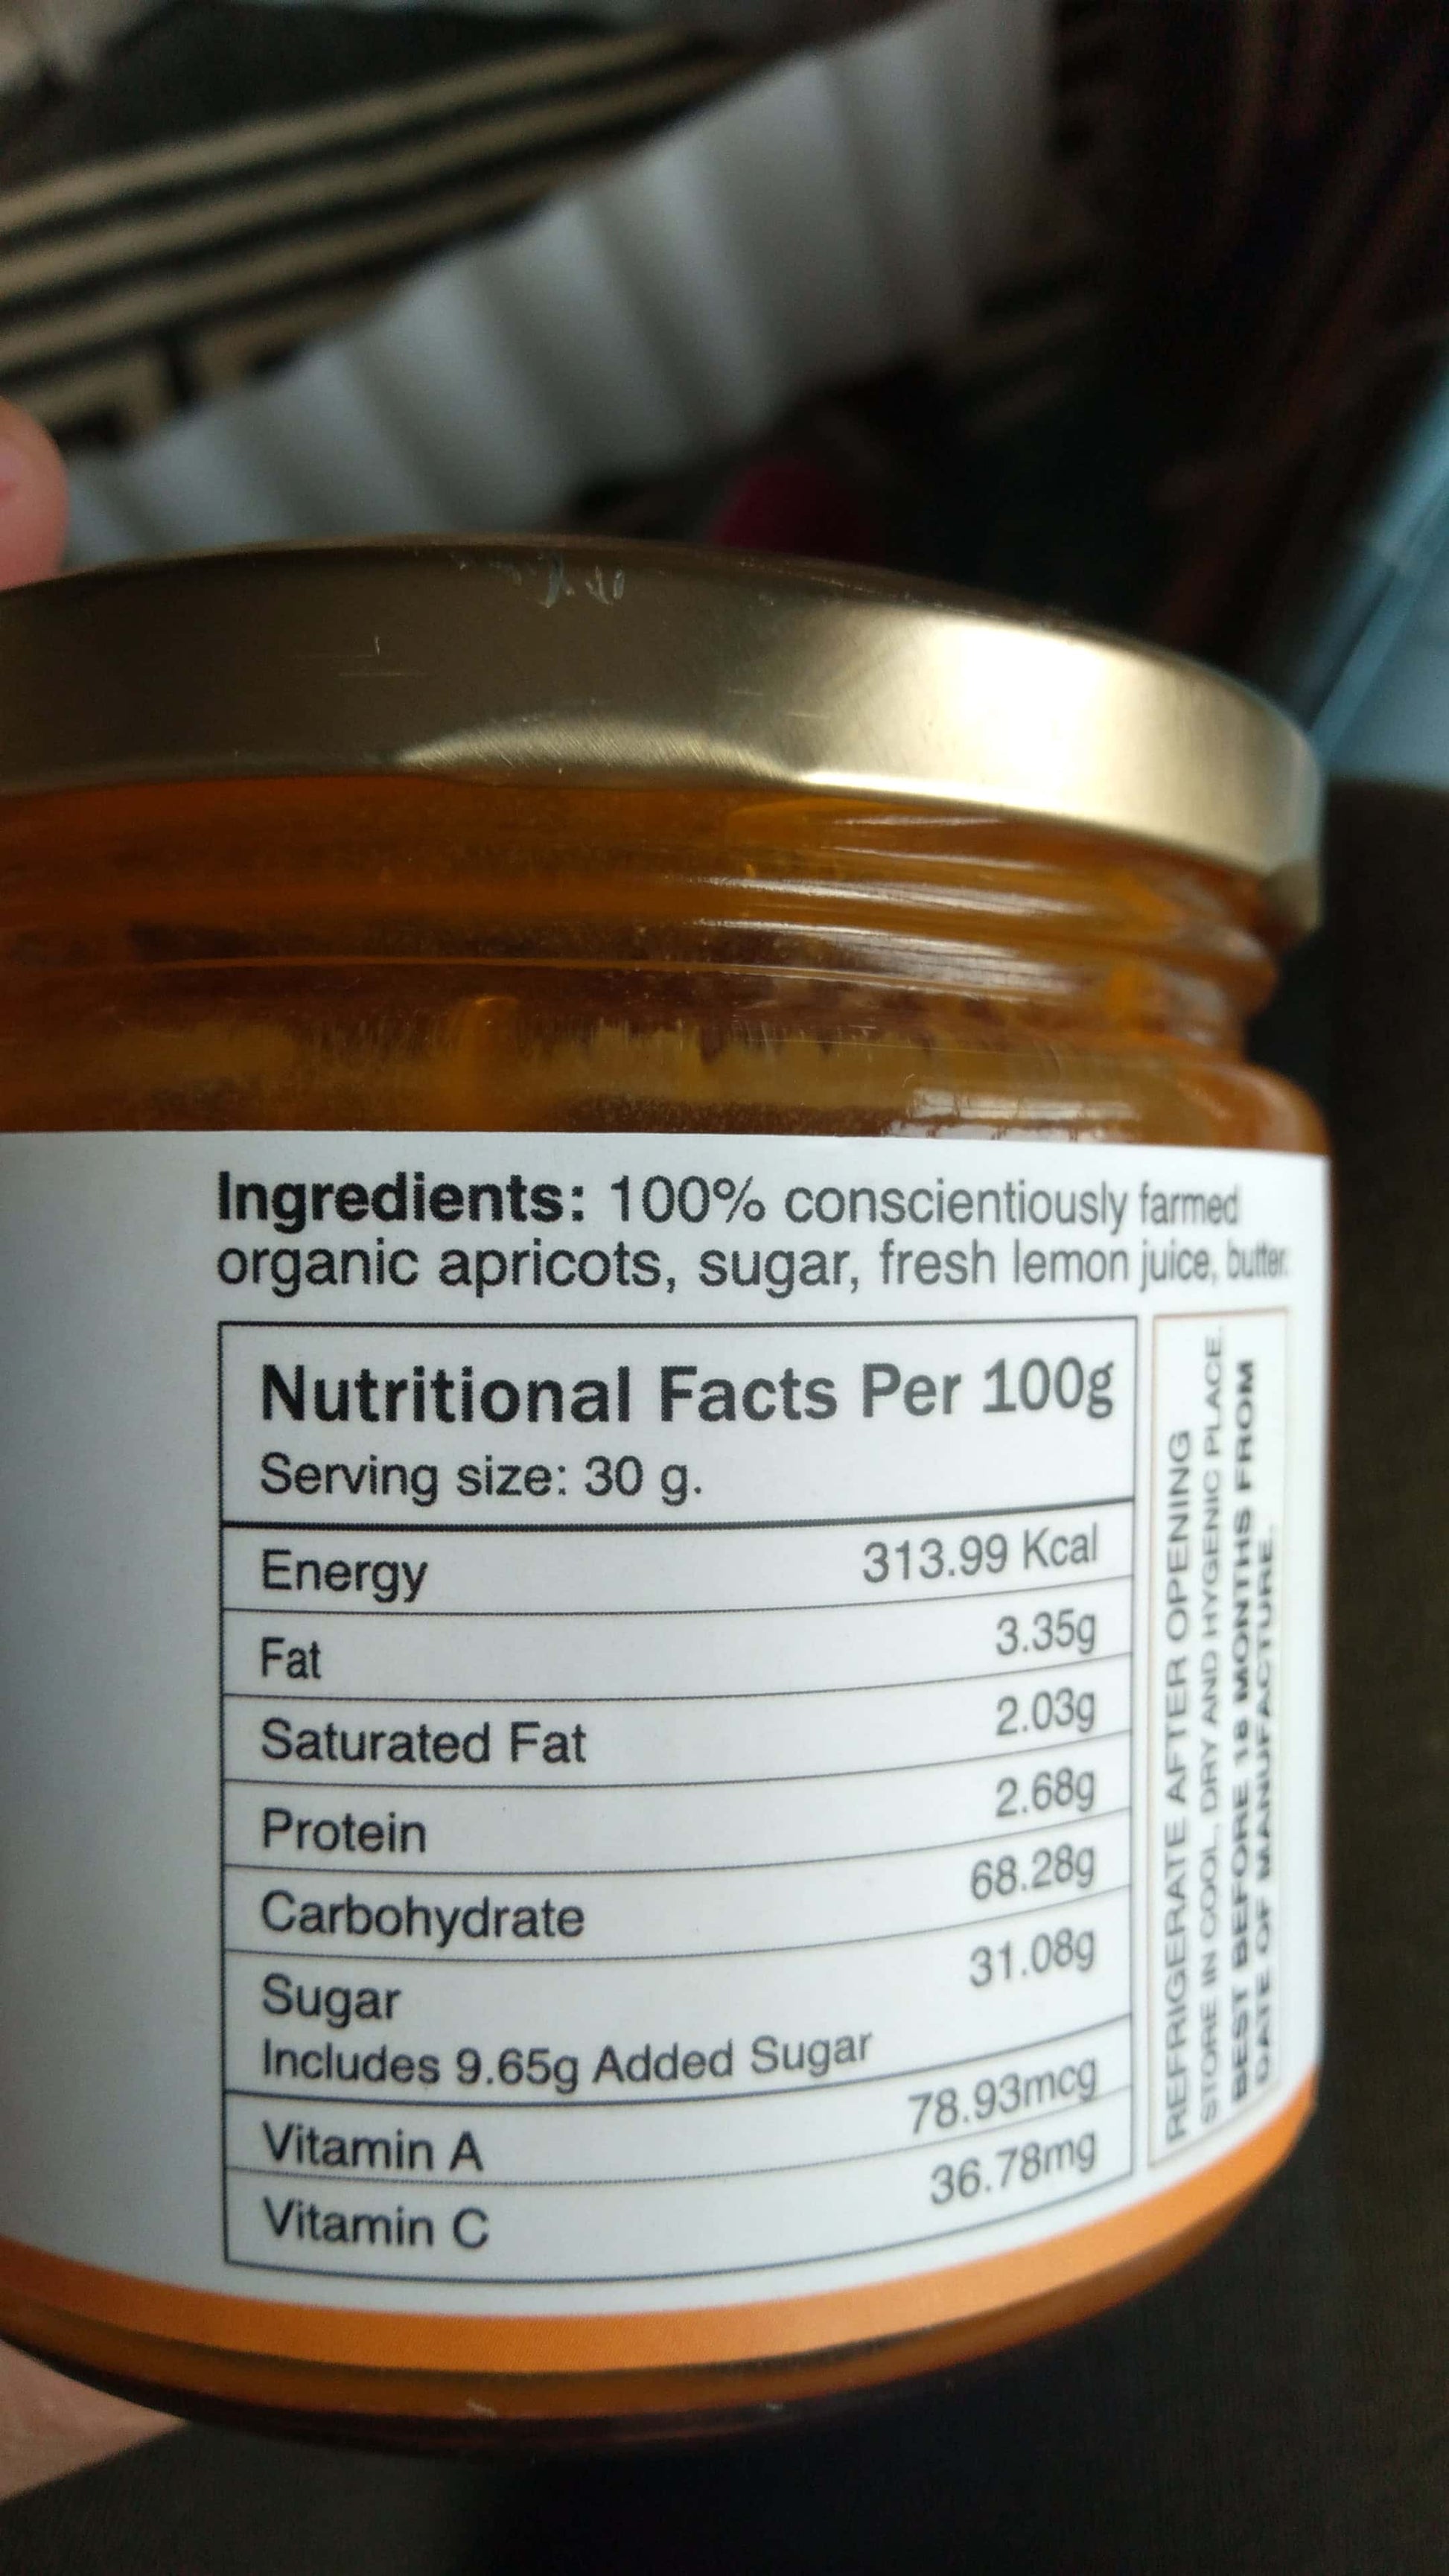 Ingredients: 100% conscientiously farmed
organic apricots, sugar, fresh lemon juice, butter.
Nutritional Facts Per 100g
Serving size: 30 g.
Energy 313.99 Kcal
Fat 3.35g
Saturated Fat 2.03g
Protein 2.68g
Carbohydrate 68.28g
Sugar 31.08g
Includes 9.65g Added Sugar
Vitamin A 78.93mcg
Vitamin C 36.78mg
REFRIGERATE AFTER OPENING
STORE IN COOL, DRY AND HYGENIC PLACE.
BEST BEFORE 18 MONTHS FROM
DATE OF MANUFACTURE.